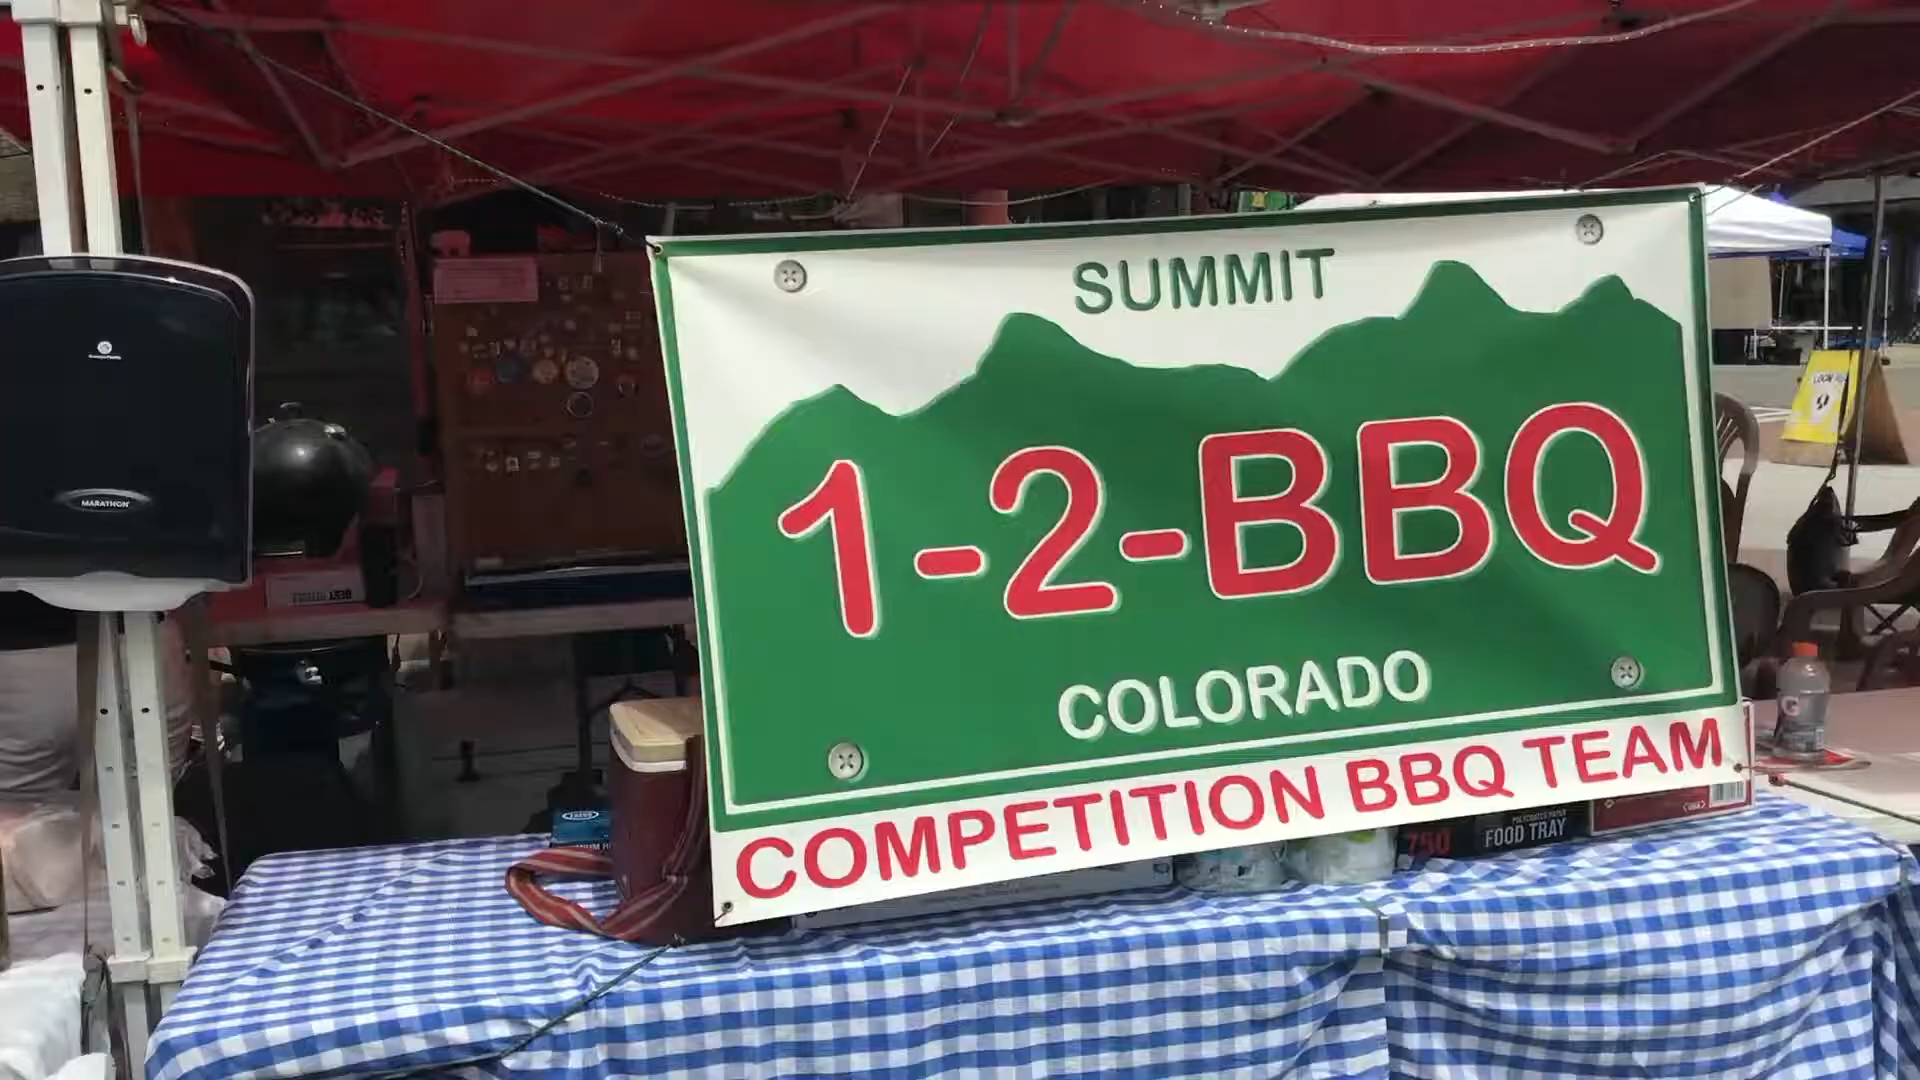 SUMMIT
1-2-BBQ
COLORADO
COMPETITION BBQ TEAM
MARATHON
FOOD TRAY
750
G